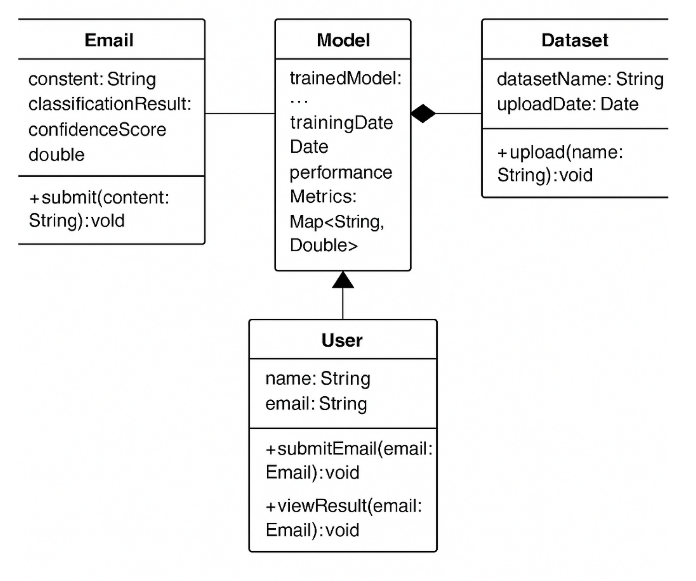 Email
constent: String
classificationResult:
confidenceScore
double
+submit(content:
String): vold
Model
trainedModel:
...
trainingDate
Date
performance
Metrics:
Map<String,
Double>
Dataset
datasetName: String
uploadDate: Date
+upload(name:
String): void
User
name: String
email: String
+submitEmail(email:
Email): void
+viewResult(email:
Email): void